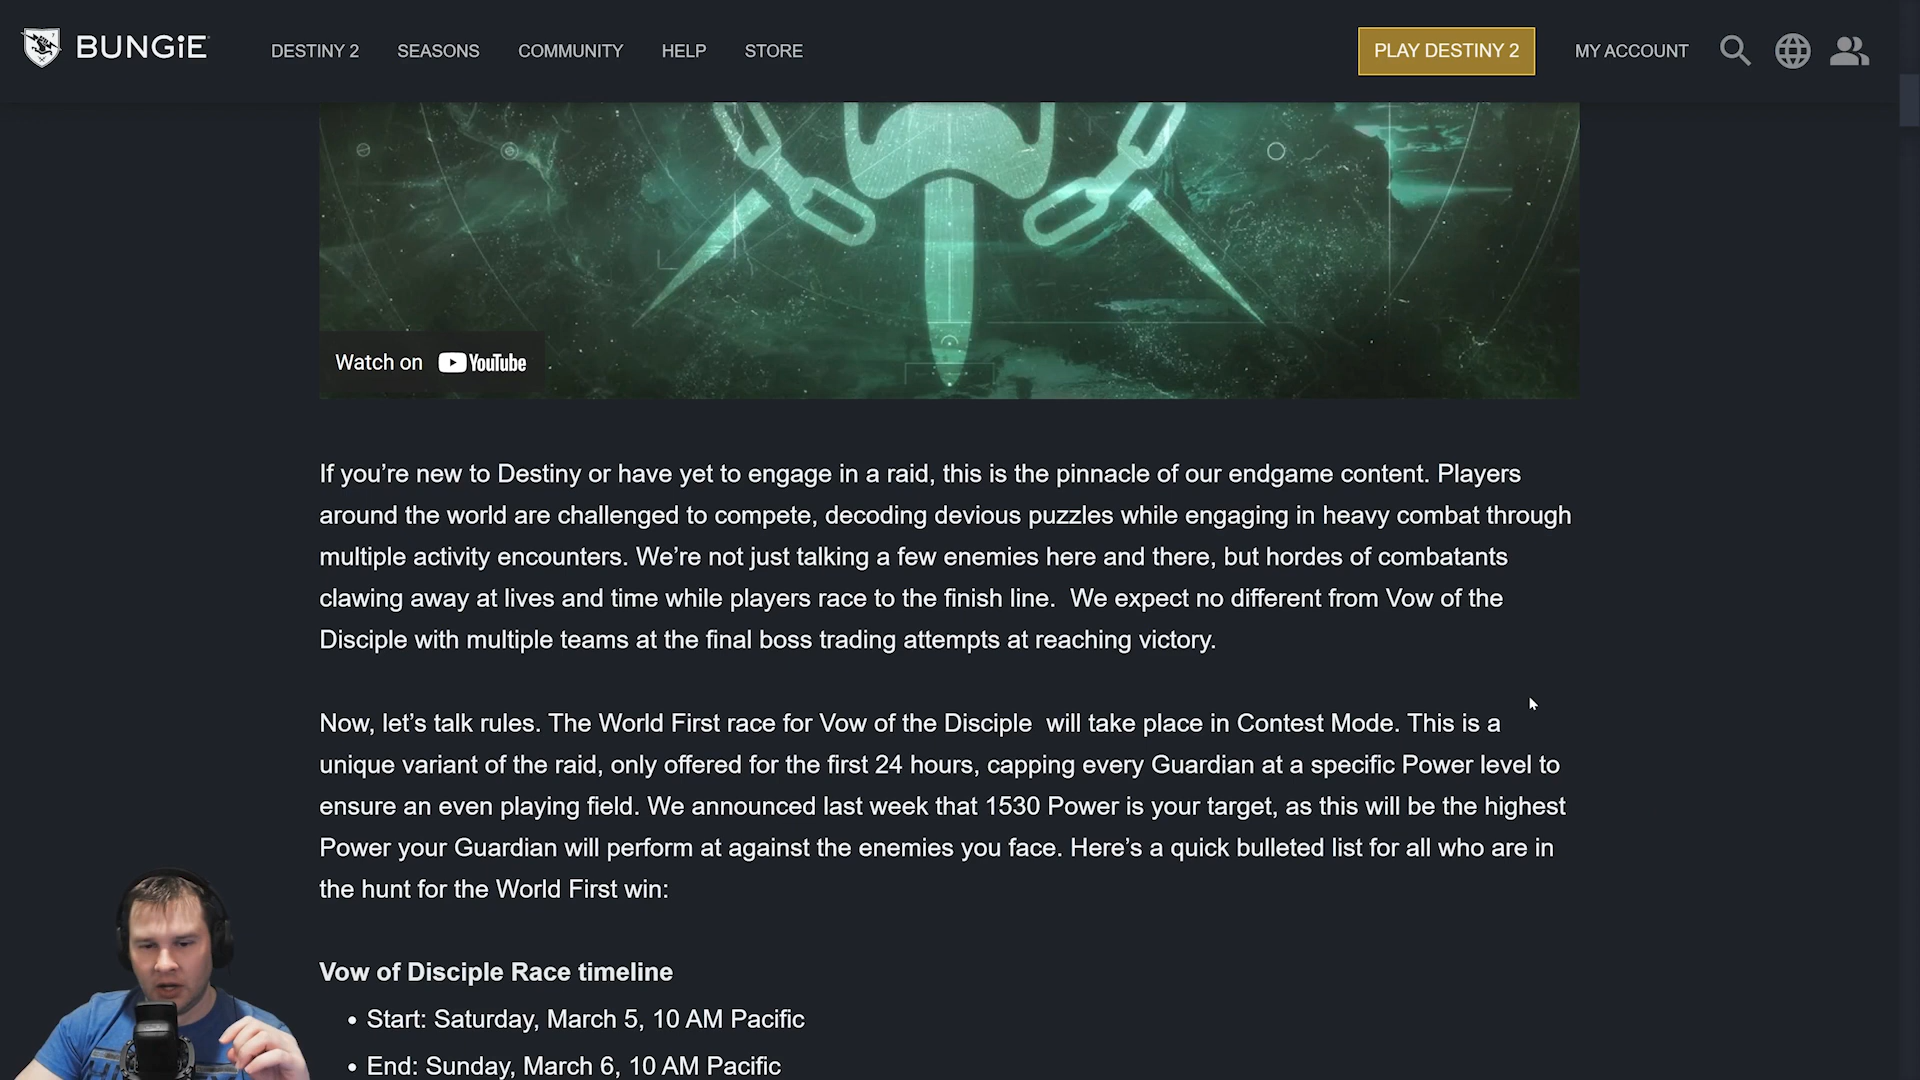 BUNGiE
DESTINY 2
SEASONS
COMMUNITY
HELP
STORE
PLAY DESTINY 2
MY ACCOUNT
Watch on YouTube
If you’re new to Destiny or have yet to engage in a raid, this is the pinnacle of our endgame content. Players
around the world are challenged to compete, decoding devious puzzles while engaging in heavy combat through
multiple activity encounters. We’re not just talking a few enemies here and there, but hordes of combatants
clawing away at lives and time while players race to the finish line.  We expect no different from Vow of the
Disciple with multiple teams at the final boss trading attempts at reaching victory.
Now, let’s talk rules. The World First race for Vow of the Disciple  will take place in Contest Mode. This is a
unique variant of the raid, only offered for the first 24 hours, capping every Guardian at a specific Power level to
ensure an even playing field. We announced last week that 1530 Power is your target, as this will be the highest
Power your Guardian will perform at against the enemies you face. Here’s a quick bulleted list for all who are in
the hunt for the World First win:
Vow of Disciple Race timeline
• Start: Saturday, March 5, 10 AM Pacific
• End: Sunday, March 6, 10 AM Pacific